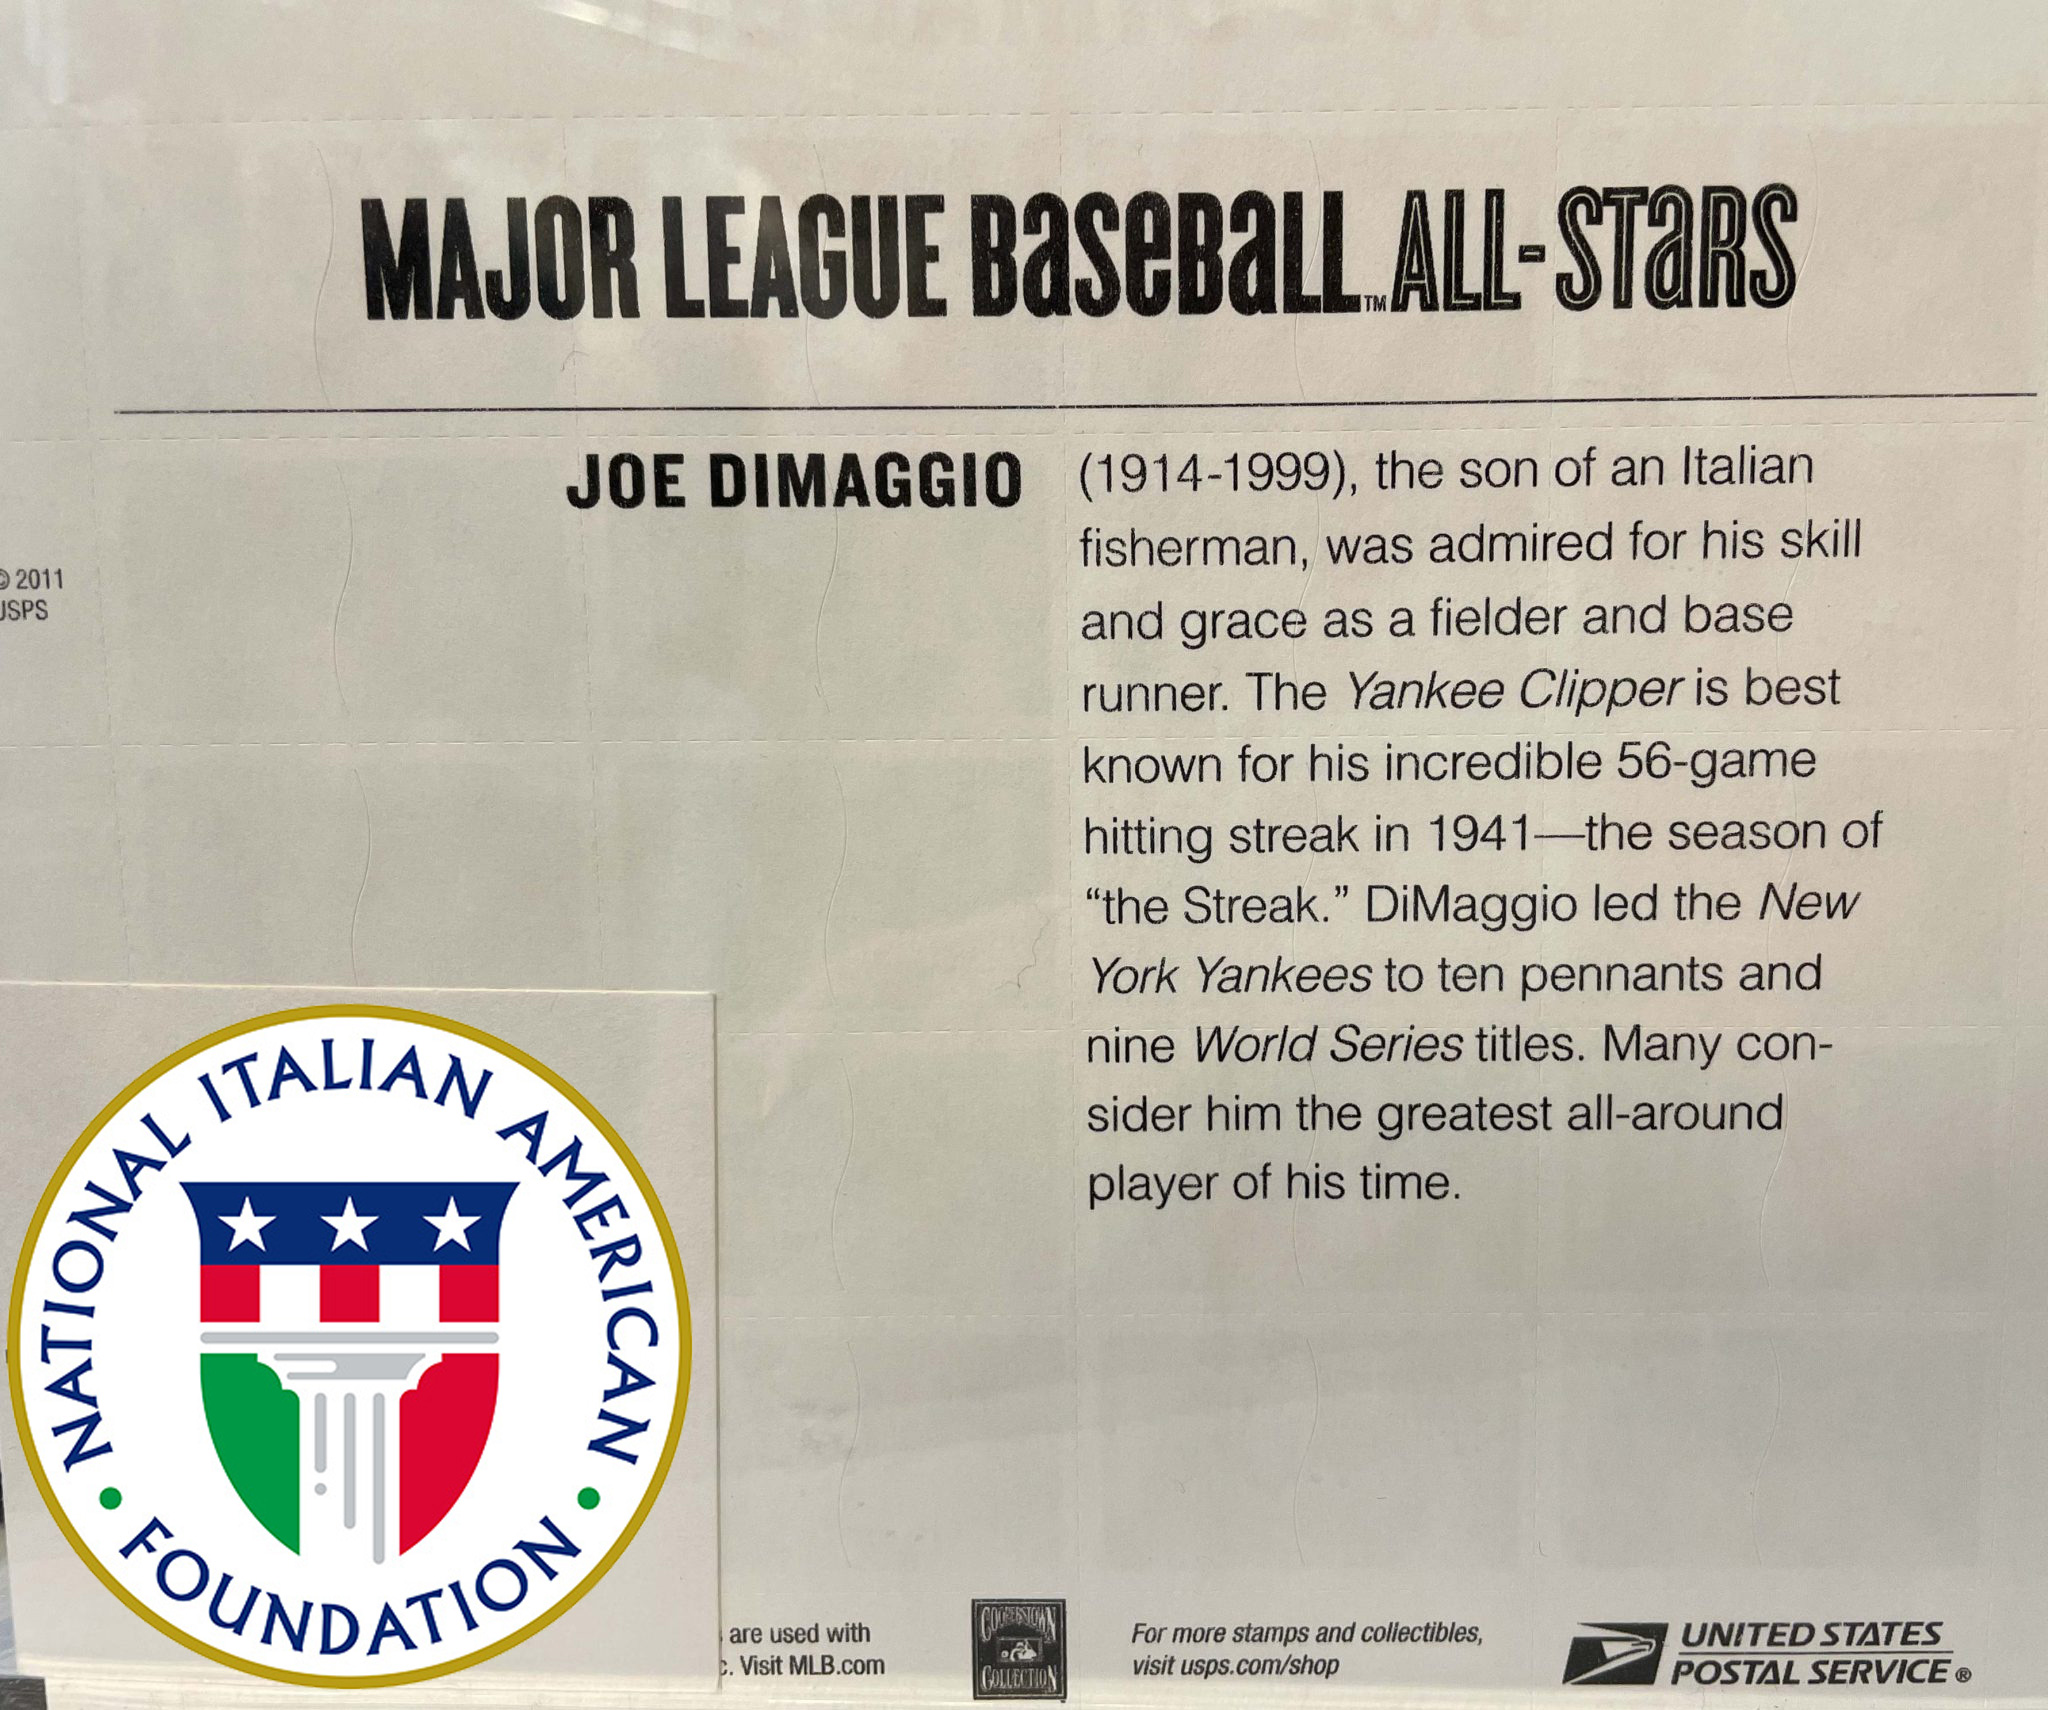 MAJOR LEAGUE BaseBaLL™ ALL-STaRS
JOE DIMAGGIO
(1914-1999), the son of an Italian
fisherman, was admired for his skill
and grace as a fielder and base
runner. The Yankee Clipper is best
known for his incredible 56-game
hitting streak in 1941—the season of
“the Streak.” DiMaggio led the New
York Yankees to ten pennants and
nine World Series titles. Many con-
sider him the greatest all-around
player of his time.
© 2011
USPS
NATIONAL ITALIAN AMERICAN
• FOUNDATION •
are used with
. Visit MLB.com
COOPERSTOWN
COLLECTION
For more stamps and collectibles,
visit usps.com/shop
UNITED STATES
POSTAL SERVICE®